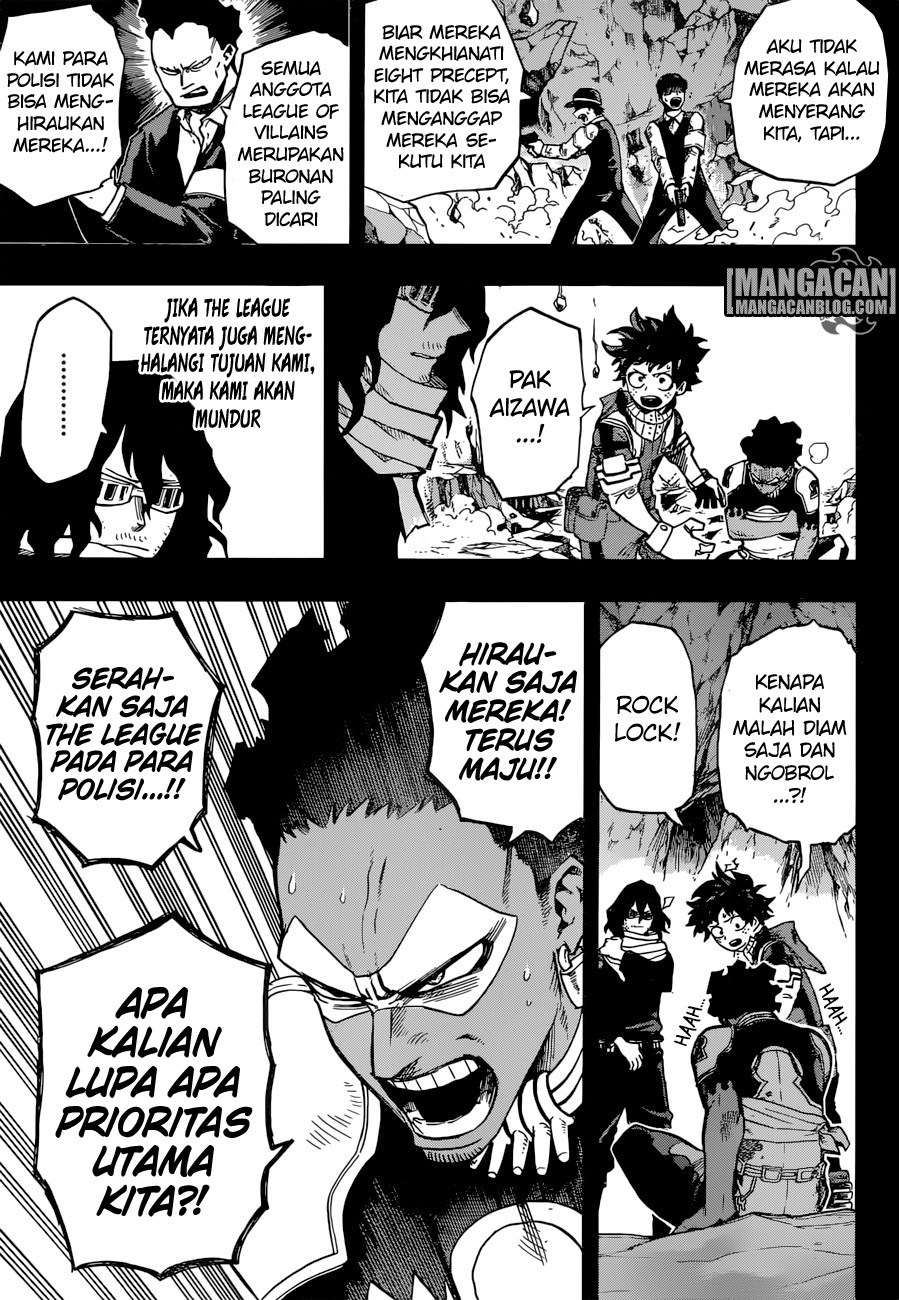 AKU TIDAK
MERASA KALAU
MEREKA AKAN
MENYERANG
KITA, TAPI...
BIAR MEREKA
MENGKHIANATI
EIGHT PRECEPT,
KITA TIDAK BISA
MENGANGGAP
MEREKA SE-
KUTU KITA
SEMUA
ANGGOTA
LEAGUE OF
VILLAINS
MERUPAKAN
BURONAN
PALING
DICARI
KAMI PARA
POLISI TIDAK
BISA MENG-
HIRAUKAN
MEREKA...!
[MANGACAN]
MANGACANBLOG.COM
PAK
AIZAWA
...!
JIKA THE LEAGUE
TERNYATA JUGA MENG-
HALANGI TUJUAN KAMI,
MAKA KAMI AKAN
MUNDUR
.........
KENAPA
KALIAN
MALAH DIAM
SAJA DAN
NGOBROL
...?!
ROCK
LOCK!
HAAH...
HAAH...
HIRAU-
KAN SAJA
MEREKA!
TERUS
MAJU!!
SERAH-
KAN SAJA
THE LEAGUE
PADA PARA
POLISI...!!
APA
KALIAN
LUPA APA
PRIORITAS
UTAMA
KITA?!